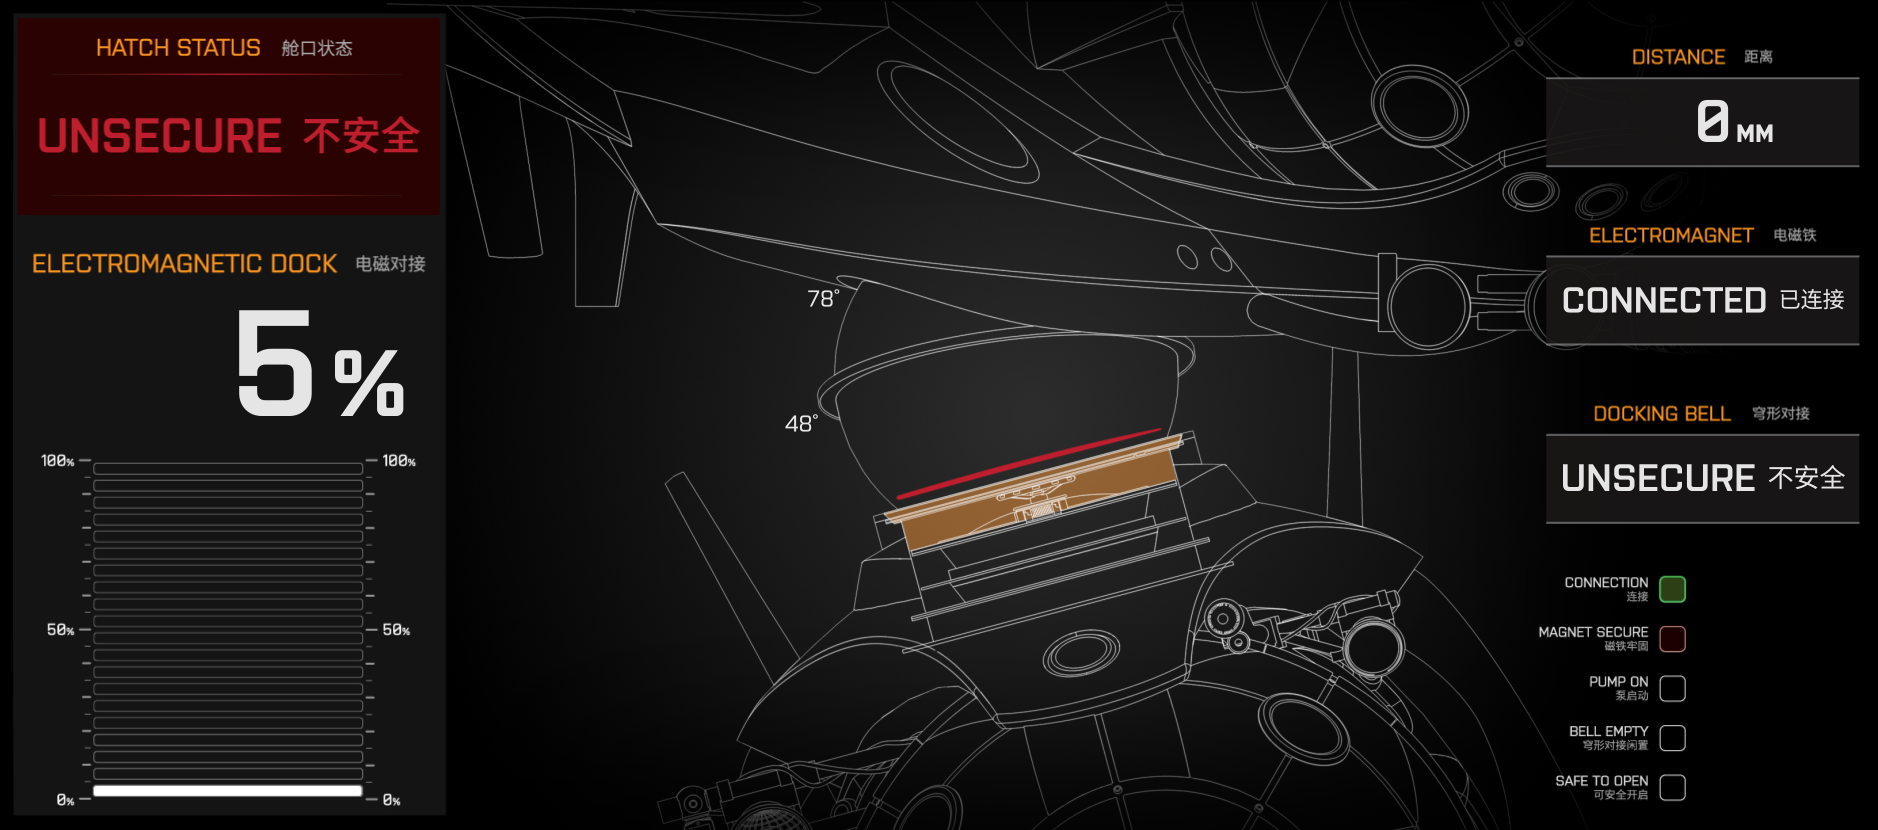 HATCH STATUS 舱口状态
UNSECURE 不安全
ELECTROMAGNETIC DOCK 电磁对接
5%
100% 100%
50% 50%
0% 0%
78°
48°
DISTANCE 距离
0 MM
ELECTROMAGNET 电磁铁
CONNECTED 已连接
DOCKING BELL 穹形对接
UNSECURE 不安全
CONNECTION
连接
MAGNET SECURE
磁铁牢固
PUMP ON
泵启动
BELL EMPTY
穹形对接闲置
SAFE TO OPEN
可安全开启